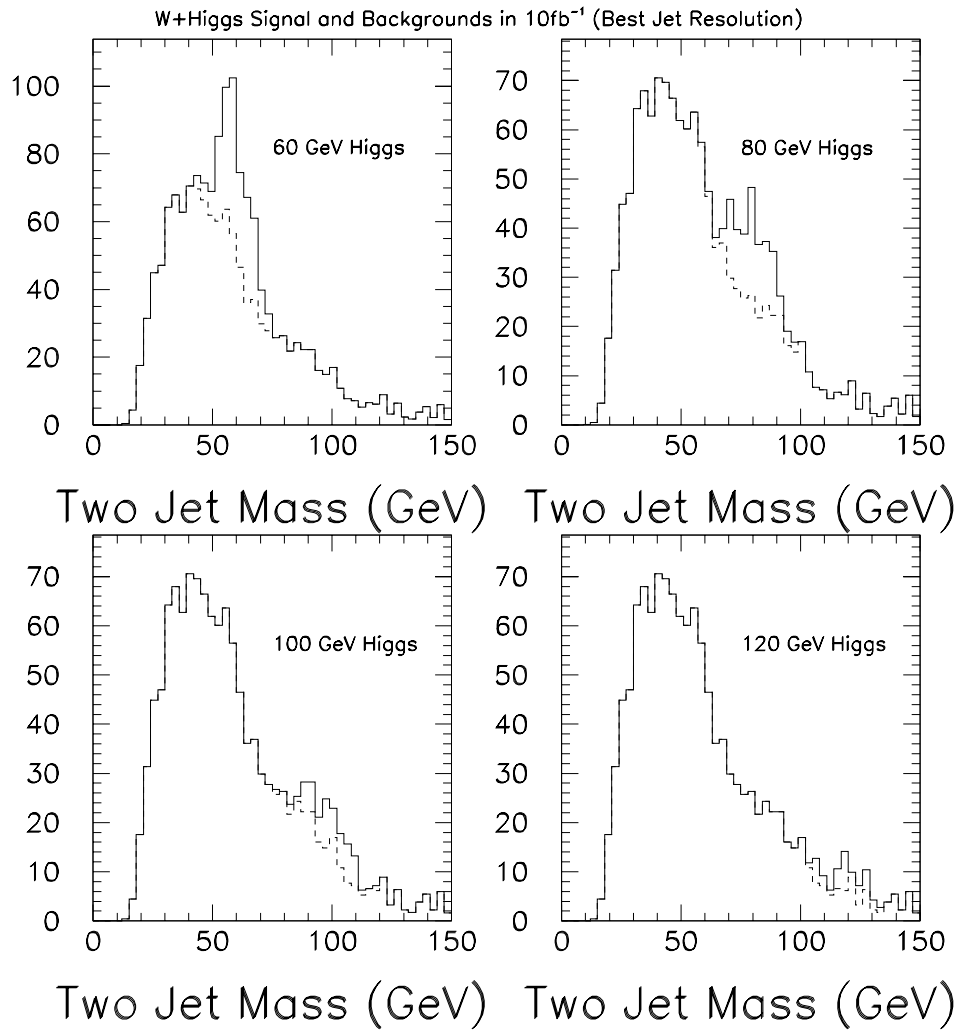 W+Higgs Signal and Backgrounds in 10fb⁻¹ (Best Jet Resolution)
100
80
60
40
20
0
60 GeV Higgs
0 50 100 150
Two Jet Mass (GeV)
70
60
50
40
30
20
10
0
80 GeV Higgs
0 50 100 150
Two Jet Mass (GeV)
70
60
50
40
30
20
10
0
100 GeV Higgs
0 50 100 150
Two Jet Mass (GeV)
70
60
50
40
30
20
10
0
120 GeV Higgs
0 50 100 150
Two Jet Mass (GeV)